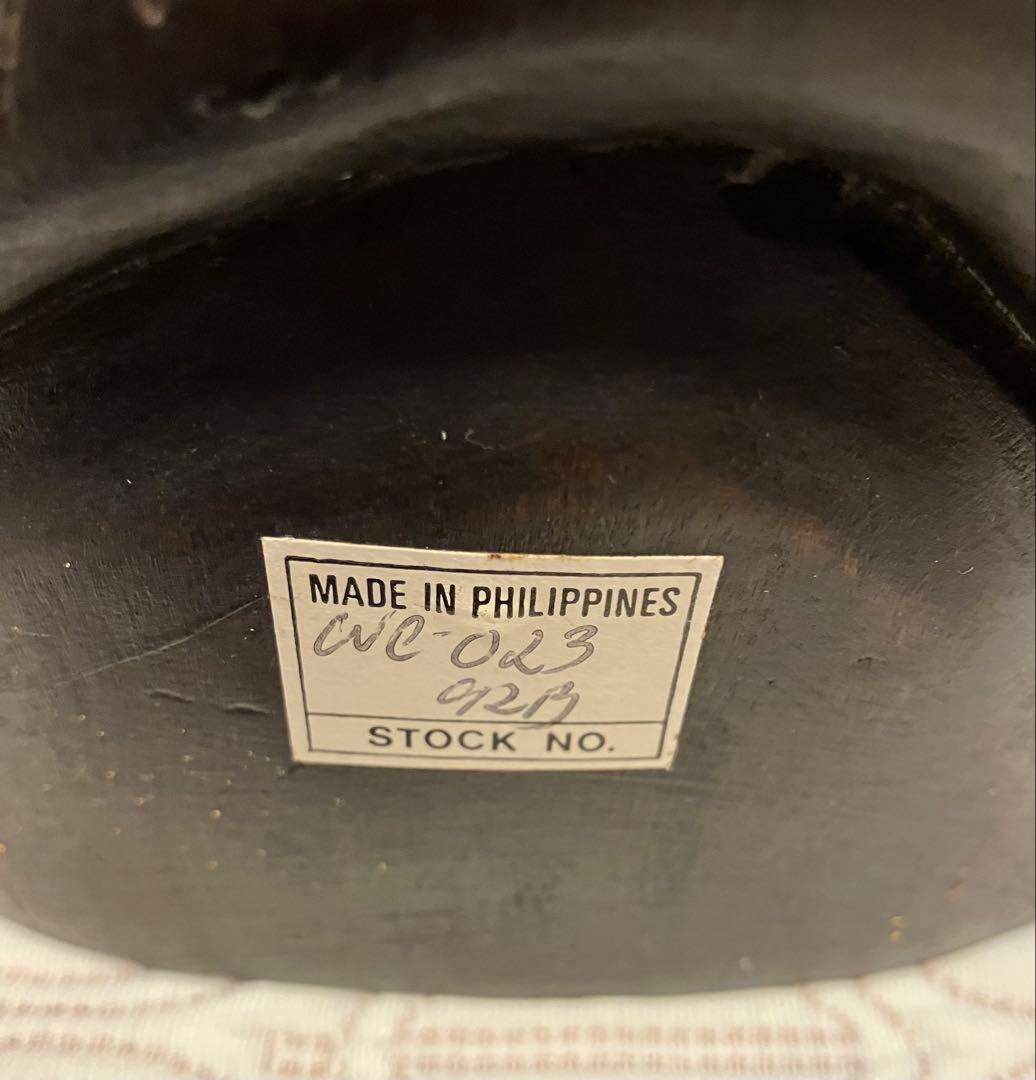 MADE IN PHILIPPINES
WC-023
92B
STOCK NO.